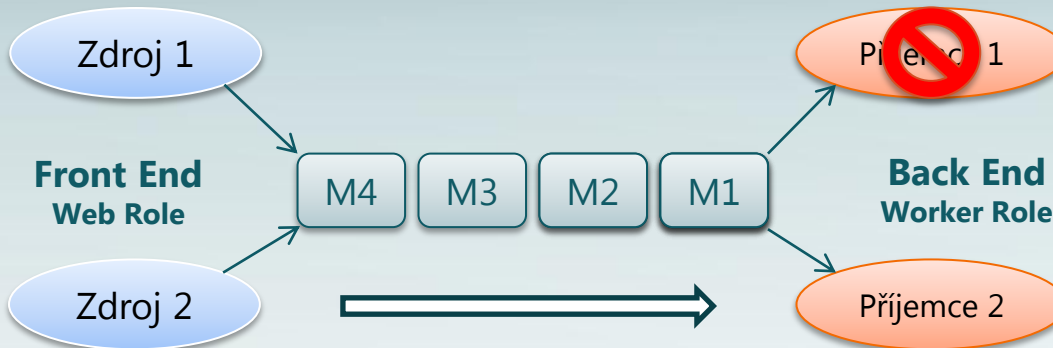 Zdroj 1
Příjemce 1
Front End
Web Role
M4 M3 M2 M1
Back End
Worker Role
Zdroj 2
Příjemce 2